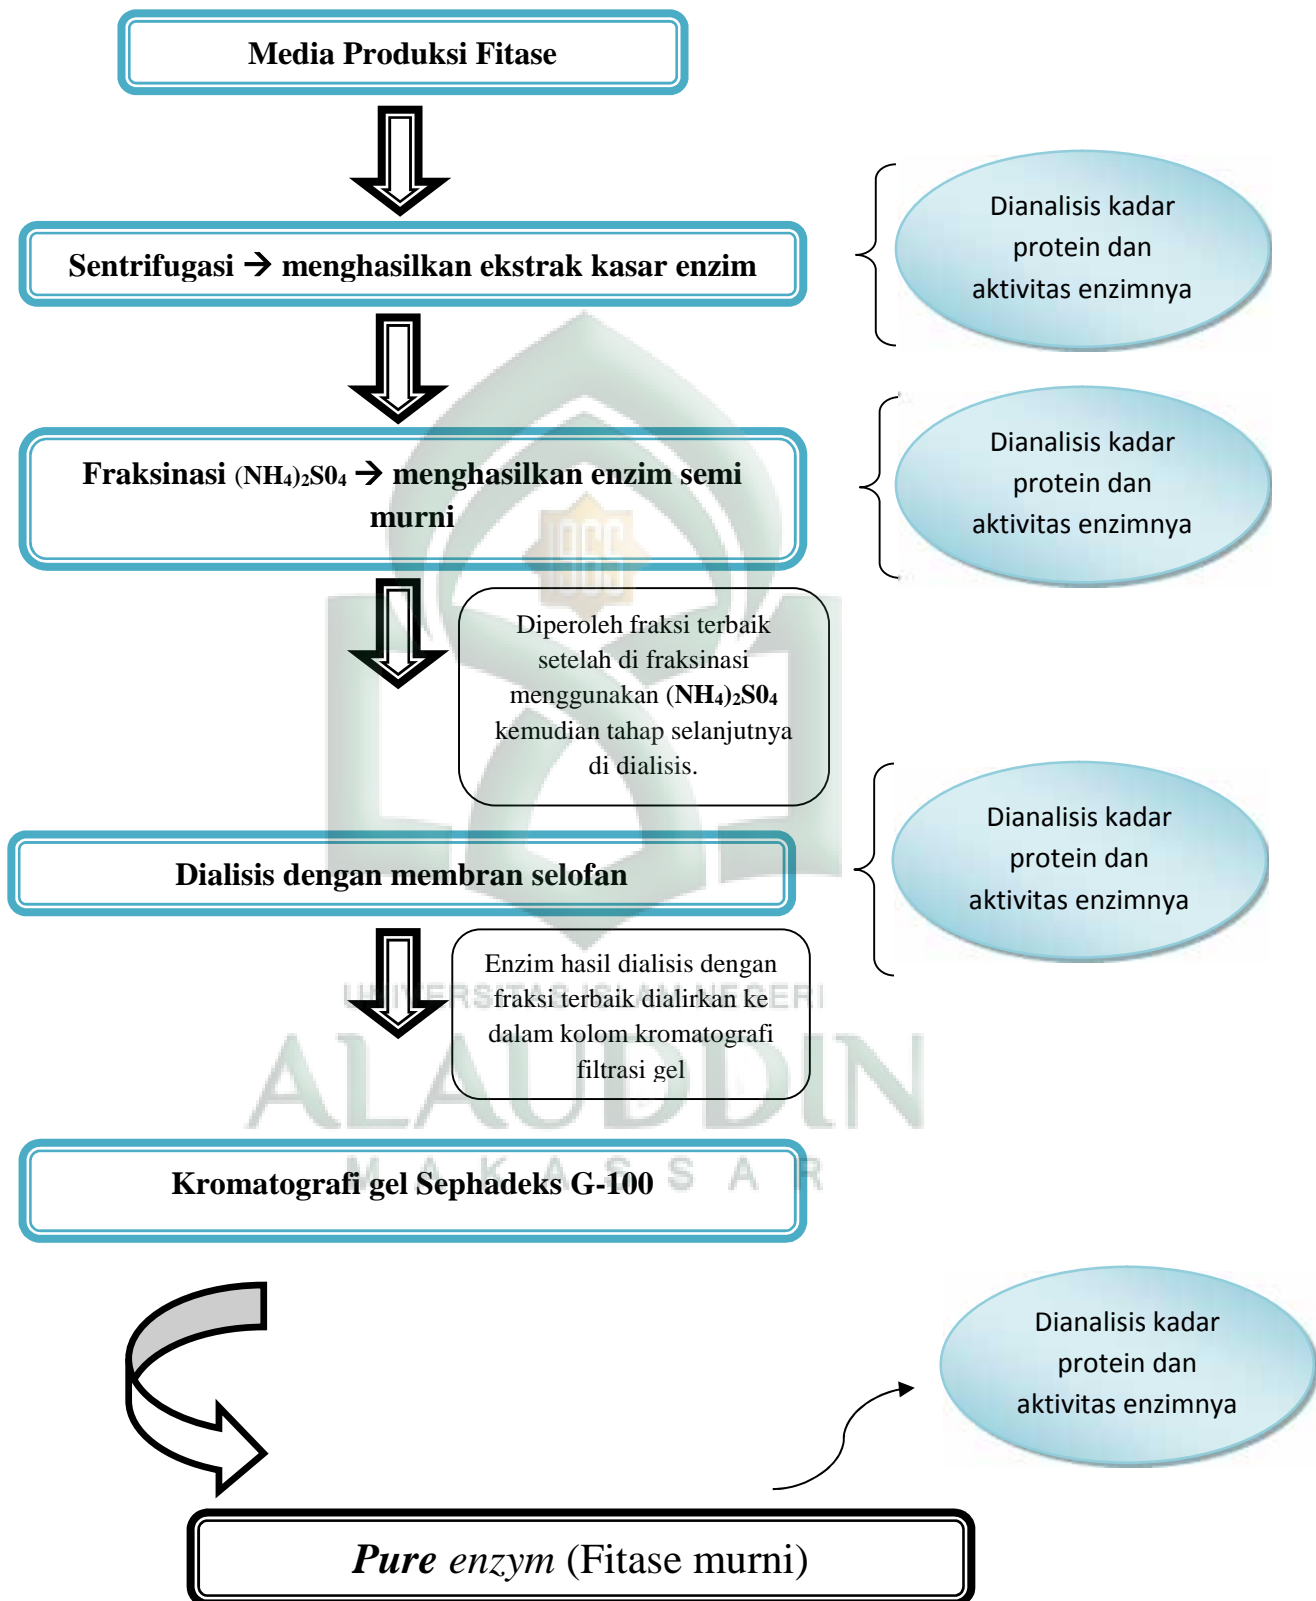 Media Produksi Fitase
Sentrifugasi → menghasilkan ekstrak kasar enzim
Dianalisis kadar
protein dan
aktivitas enzimnya
Fraksinasi (NH₄)₂S0₄ → menghasilkan enzim semi
murni
Dianalisis kadar
protein dan
aktivitas enzimnya
1965
Diperoleh fraksi terbaik
setelah di fraksinasi
menggunakan (NH₄)₂S0₄
kemudian tahap selanjutnya
di dialisis.
Dialisis dengan membran selofan
Dianalisis kadar
protein dan
aktivitas enzimnya
Enzim hasil dialisis dengan
fraksi terbaik dialirkan ke
dalam kolom kromatografi
filtrasi gel
UNIVERSITAS ISLAM NEGERI
ALAUDDIN
MAKASSAR
Kromatografi gel Sephadeks G-100
Dianalisis kadar
protein dan
aktivitas enzimnya
Pure enzym (Fitase murni)